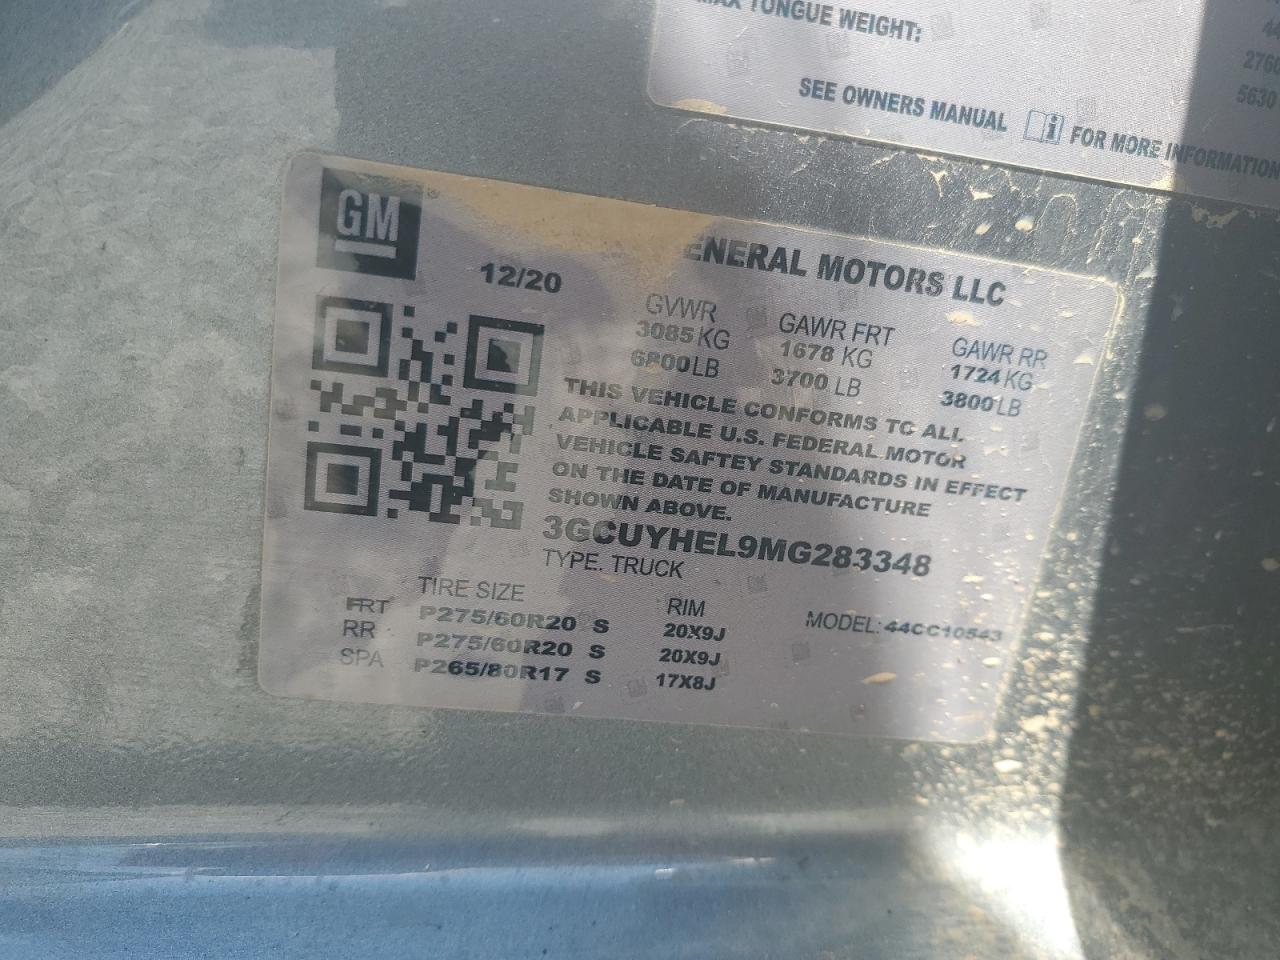 MAX TONGUE WEIGHT:
2760
5630
SEE OWNERS MANUAL FOR MORE INFORMATION
GM
12/20
ENERAL MOTORS LLC
GVWR GAWR FRT GAWR RR
3085 KG 1678 KG 1724 KG
6800 LB 3700 LB 3800 LB
THIS VEHICLE CONFORMS TO ALL
APPLICABLE U.S. FEDERAL MOTOR
VEHICLE SAFTEY STANDARDS IN EFFECT
ON THE DATE OF MANUFACTURE
SHOWN ABOVE.
3GCUYHEL9MG283348
TYPE. TRUCK
TIRE SIZE RIM MODEL: 44CC10543
FRT P275/60R20 S 20X9J
RR P275/60R20 S 20X9J
SPA P265/80R17 S 17X8J